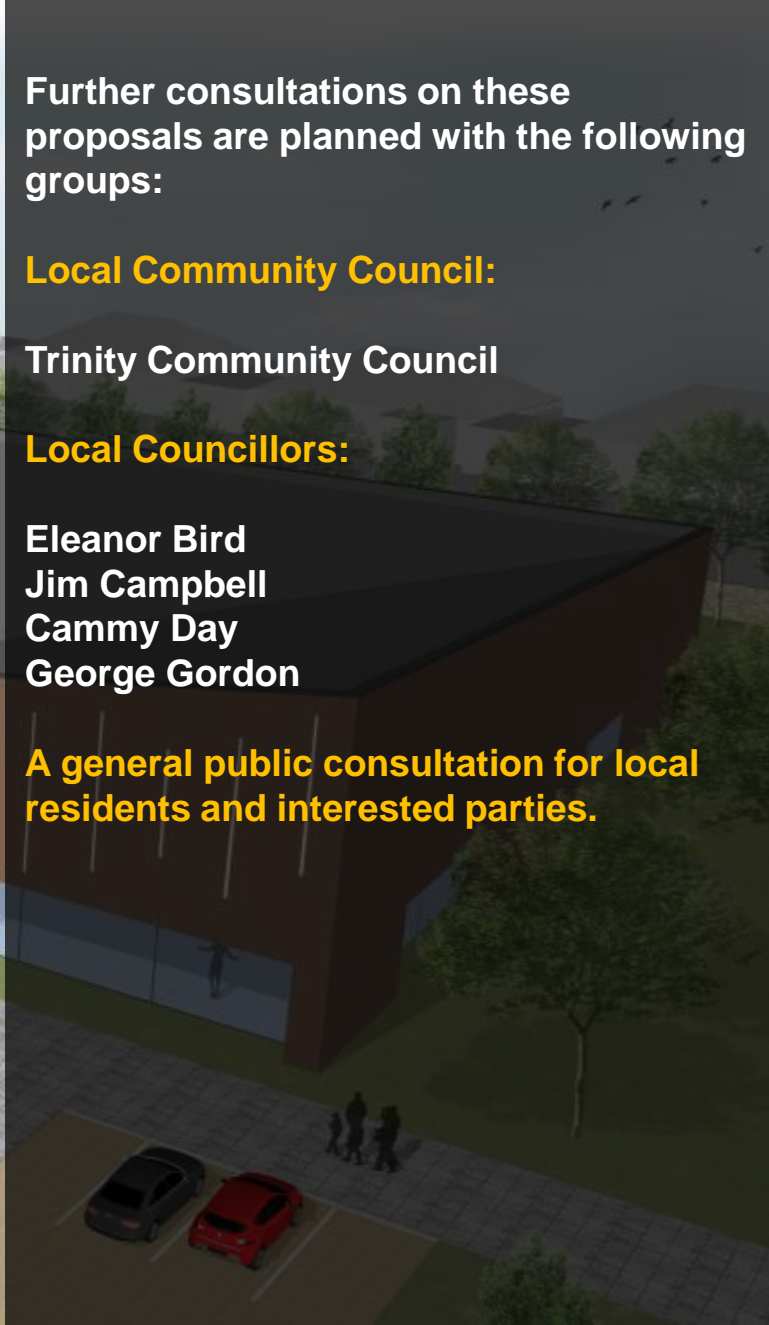 Further consultations on these
proposals are planned with the following
groups:
Local Community Council:
Trinity Community Council
Local Councillors:
Eleanor Bird
Jim Campbell
Cammy Day
George Gordon
A general public consultation for local
residents and interested parties.